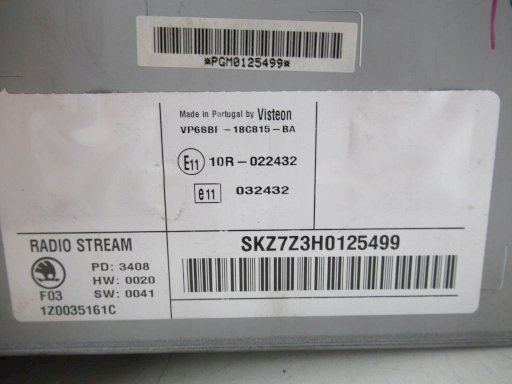 *PGM0125499*
Made in Portugal by Visteon
VP6SBF-18C815-BA
E11 10R-022432
e11 032432
RADIO STREAM
PD: 3408
HW: 0020
F03 SW: 0041
1Z0035161C
SKZ7Z3H0125499